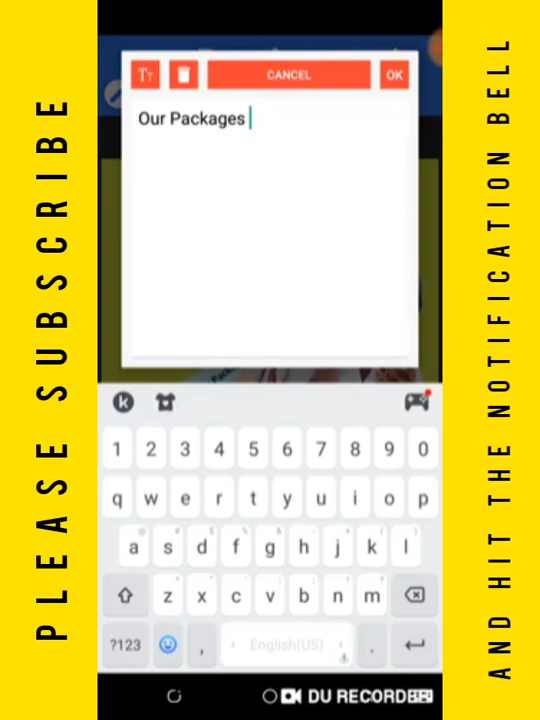 PLEASE SUBSCRIBE
AND HIT THE NOTIFICATION BELL
Tт CANCEL OK
Our Packages
1 2 3 4 5 6 7 8 9 0
q w e r t y u i o p
a s d f g h j k l
z x c v b n m
?123 , English(US) .
DU RECORDER